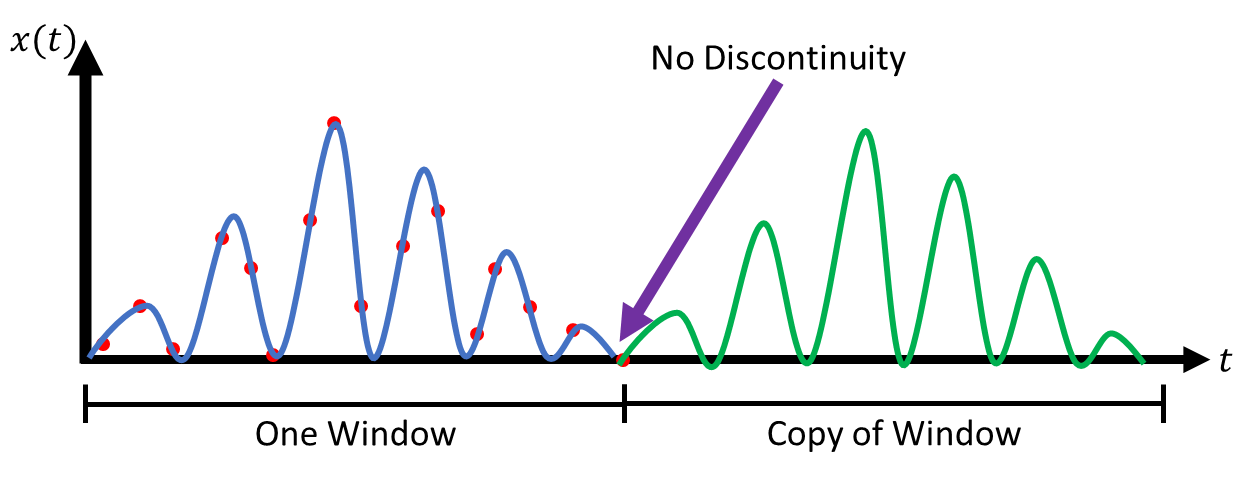 x(t)
No Discontinuity
t
One Window
Copy of Window